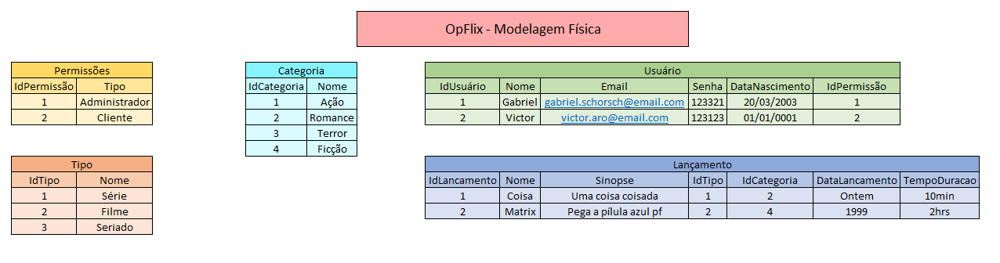 OpFlix - Modelagem Física
Permissões
IdPermissão Tipo
1 Administrador
2 Cliente
Categoria
IdCategoria Nome
1 Ação
2 Romance
3 Terror
4 Ficção
Usuário
IdUsuário Nome Email Senha DataNascimento IdPermissão
1 Gabriel gabriel.schorsch@email.com 123321 20/03/2003 1
2 Victor victor.aro@email.com 123123 01/01/0001 2
Tipo
IdTipo Nome
1 Série
2 Filme
3 Seriado
Lançamento
IdLancamento Nome Sinopse IdTipo IdCategoria DataLancamento TempoDuracao
1 Coisa Uma coisa coisada 1 2 Ontem 10min
2 Matrix Pega a pílula azul pf 2 4 1999 2hrs